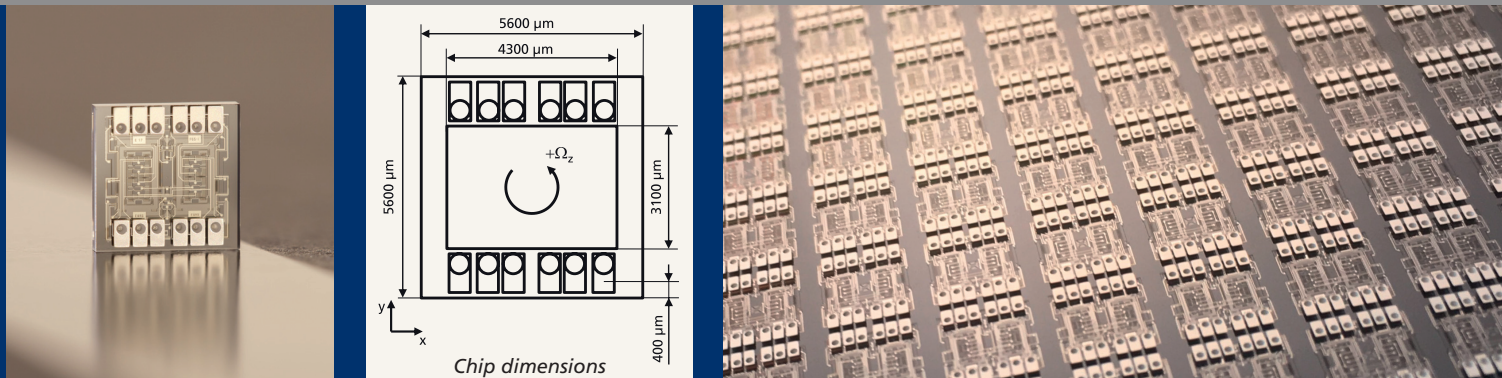 5600 µm
4300 µm
5600 µm
+Ωz
3100 µm
400 µm
y
x
Chip dimensions